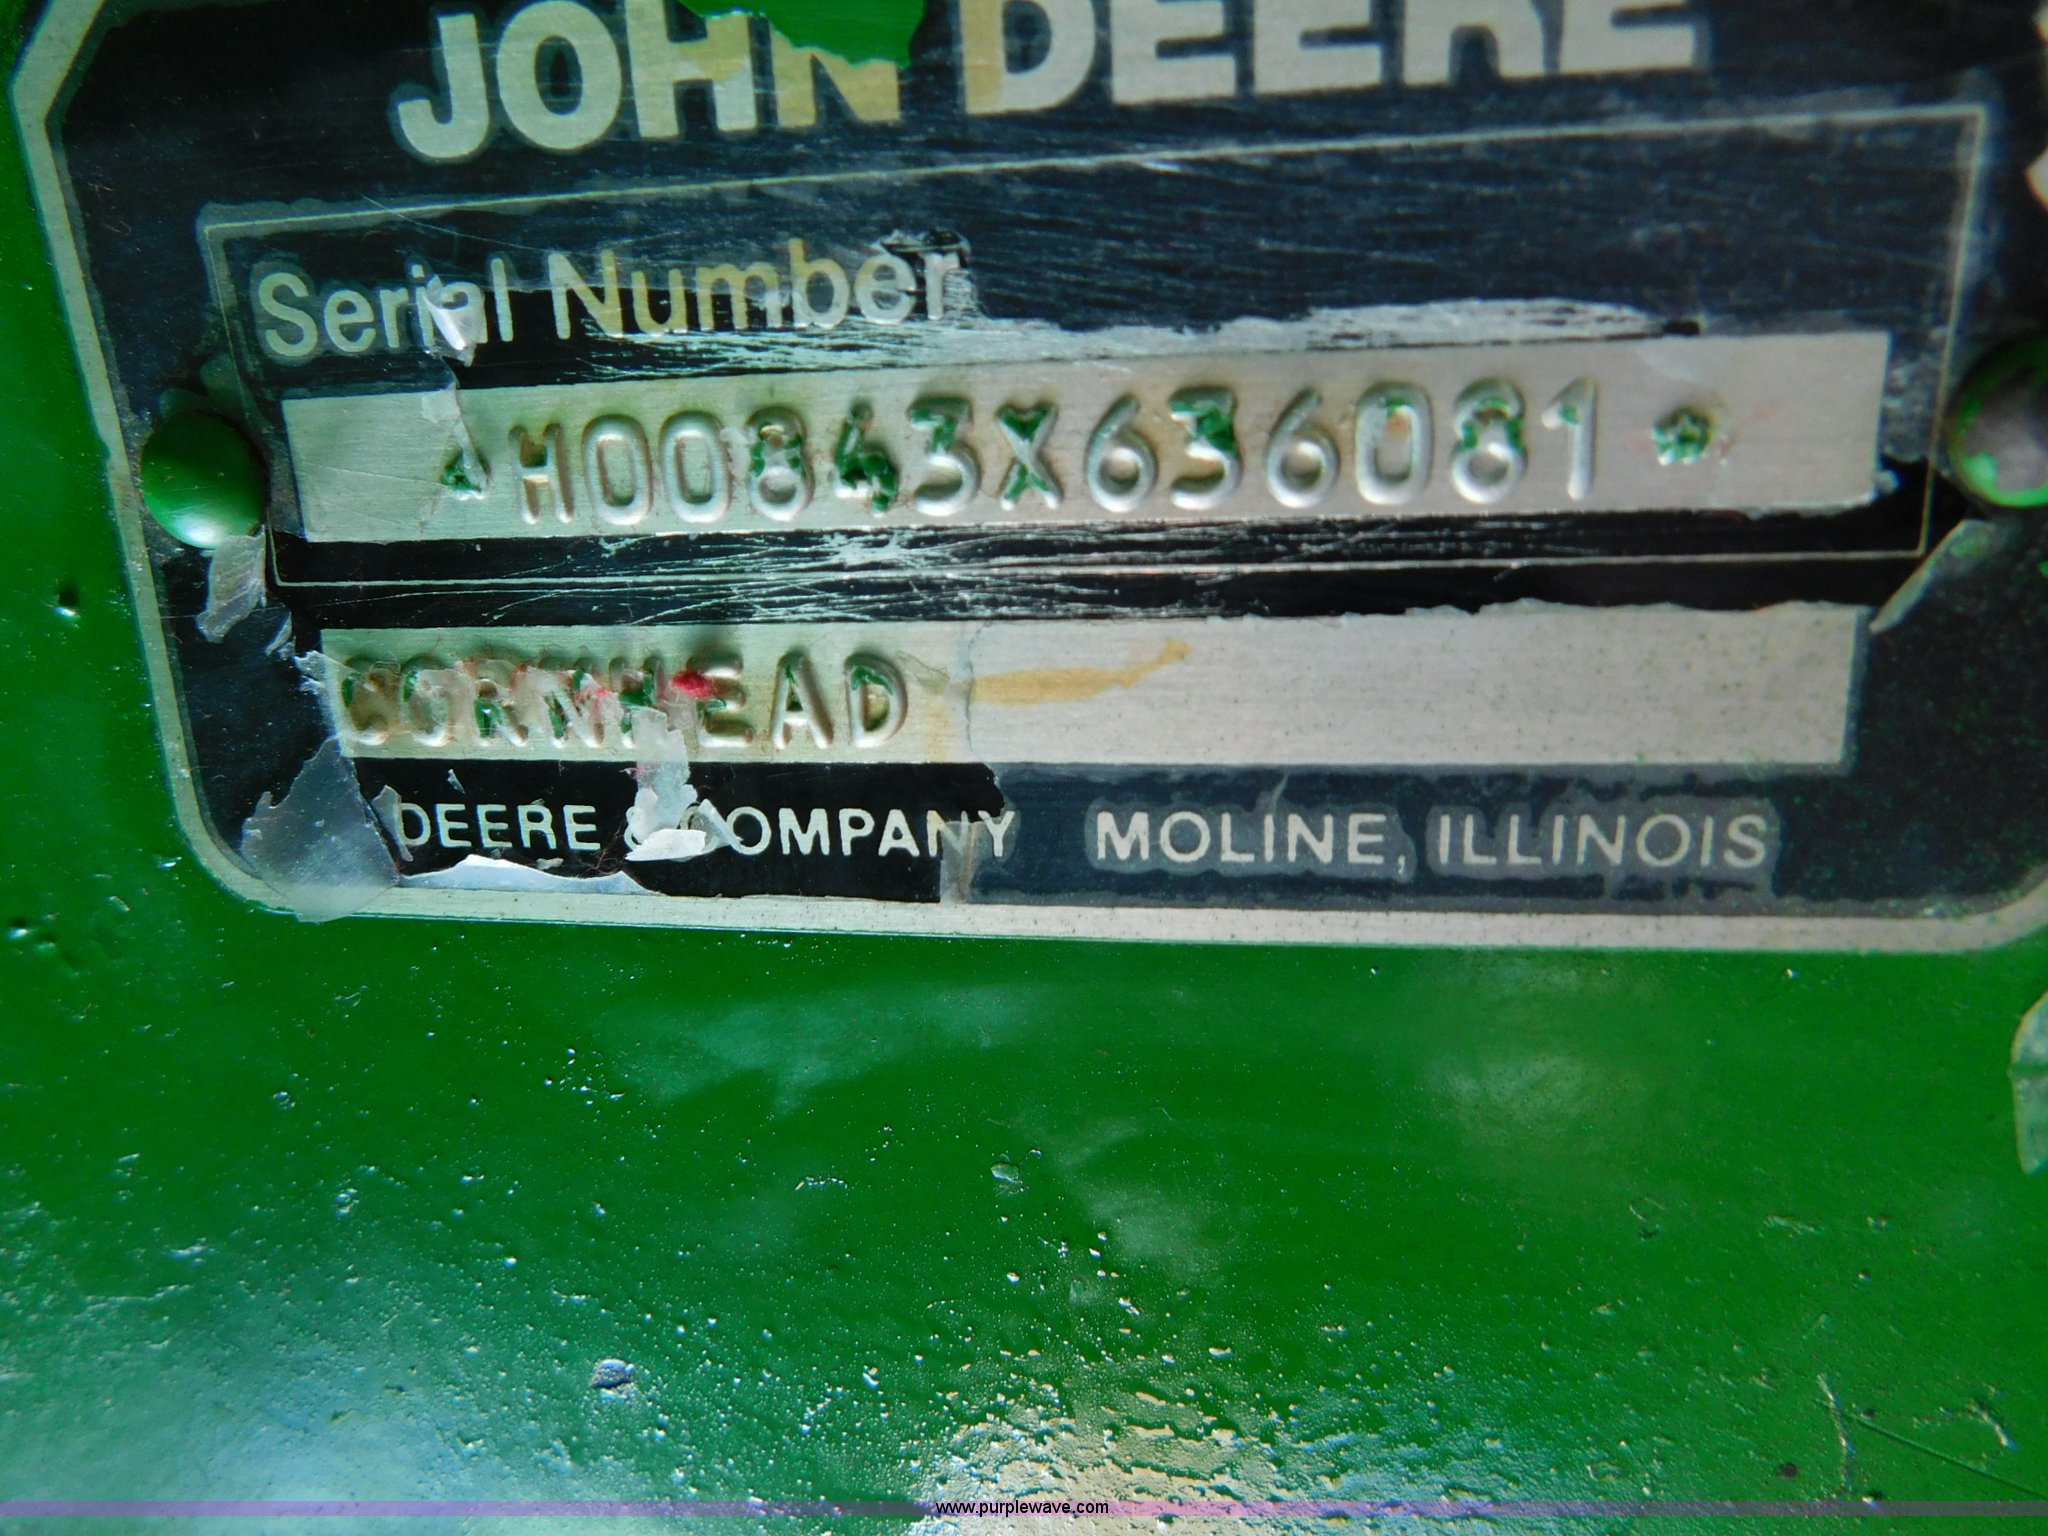 JOHN DEERE
Serial Number
*H00843X636081*
CORNHEAD
DEERE & COMPANY MOLINE, ILLINOIS
www.purplewave.com